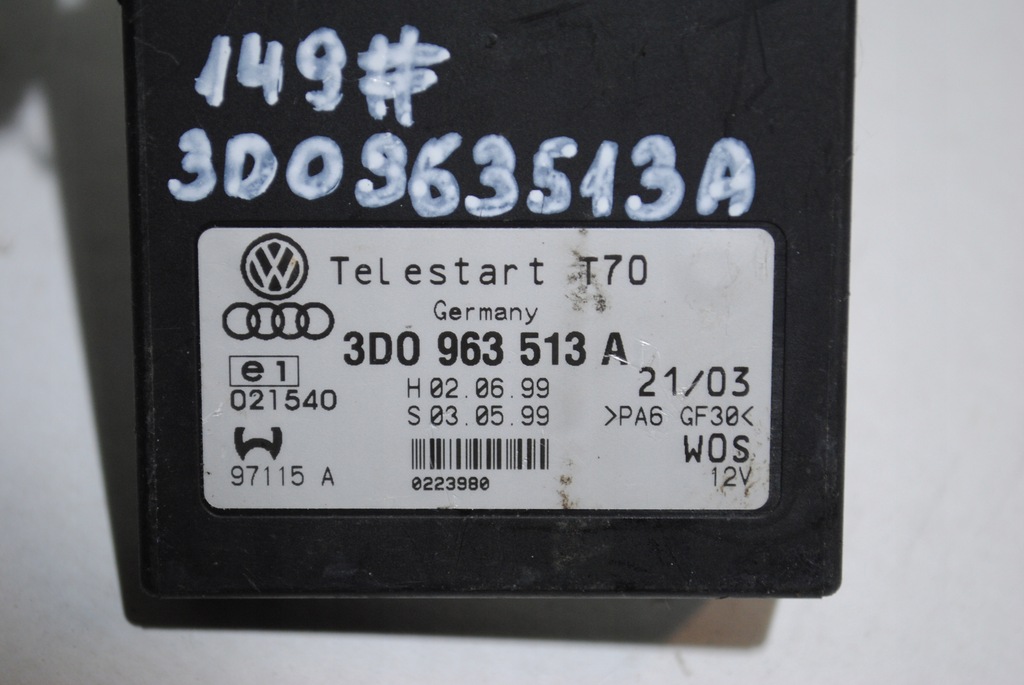 149#
3D0963513A
Telestart T70
Germany
3D0 963 513 A
e1
H 02.06.99
21/03
021540
S 03.05.99
>PA6 GF30<
WOS
97115 A
12V
0223980